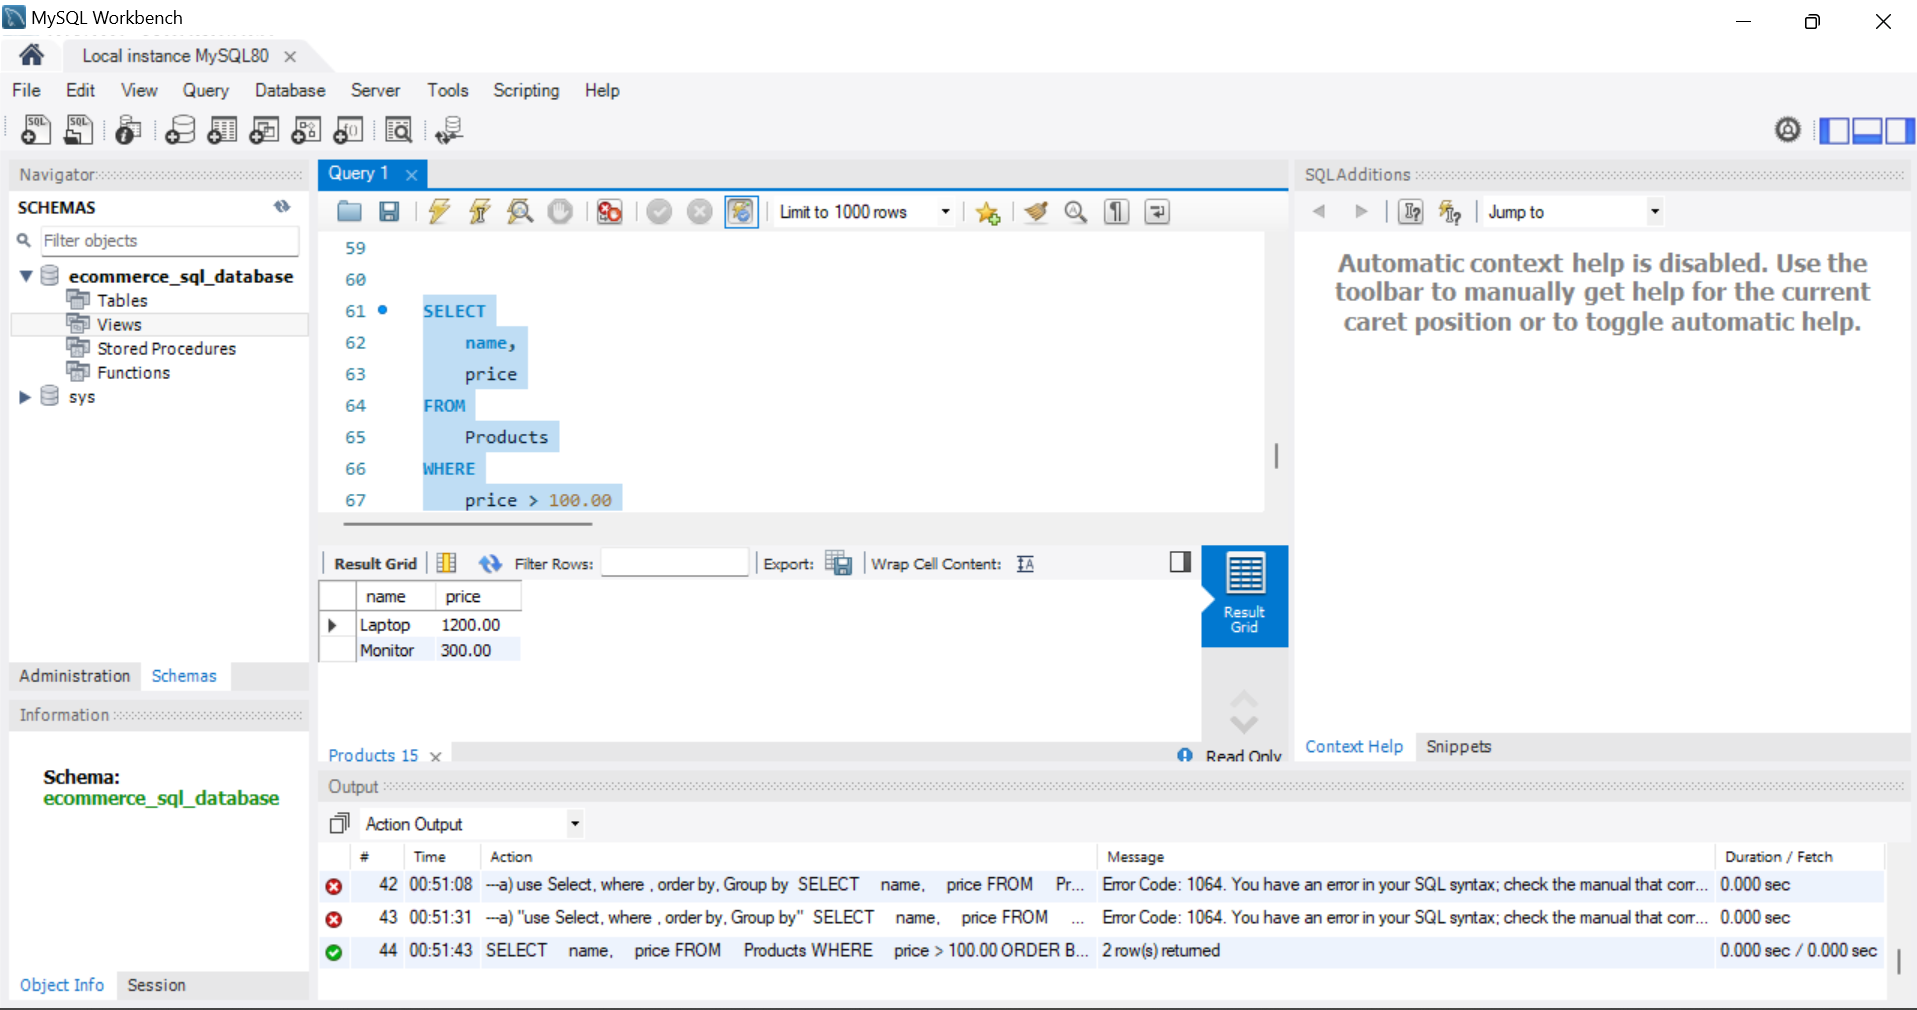 MySQL Workbench
Local instance MySQL80
File Edit View Query Database Server Tools Scripting Help
Navigator
SCHEMAS
Filter objects
ecommerce_sql_database
Tables
Views
Stored Procedures
Functions
sys
Administration Schemas
Information
Schema:
ecommerce_sql_database
Object Info Session
Query 1
Limit to 1000 rows
59
60
61 SELECT
62 name,
63 price
64 FROM
65 Products
66 WHERE
67 price > 100.00
Result Grid Filter Rows: Export: Wrap Cell Content:
name price
Laptop 1200.00
Monitor 300.00
Result
Grid
Products 15
Read Only
SQLAdditions
Jump to
Automatic context help is disabled. Use the
toolbar to manually get help for the current
caret position or to toggle automatic help.
Context Help Snippets
Output
Action Output
# Time Action Message Duration / Fetch
42 00:51:08 ---a) use Select, where , order by, Group by SELECT name, price FROM Pr... Error Code: 1064. You have an error in your SQL syntax; check the manual that corr... 0.000 sec
43 00:51:31 ---a) "use Select, where , order by, Group by" SELECT name, price FROM ... Error Code: 1064. You have an error in your SQL syntax; check the manual that corr... 0.000 sec
44 00:51:43 SELECT name, price FROM Products WHERE price > 100.00 ORDER B... 2 row(s) returned 0.000 sec / 0.000 sec